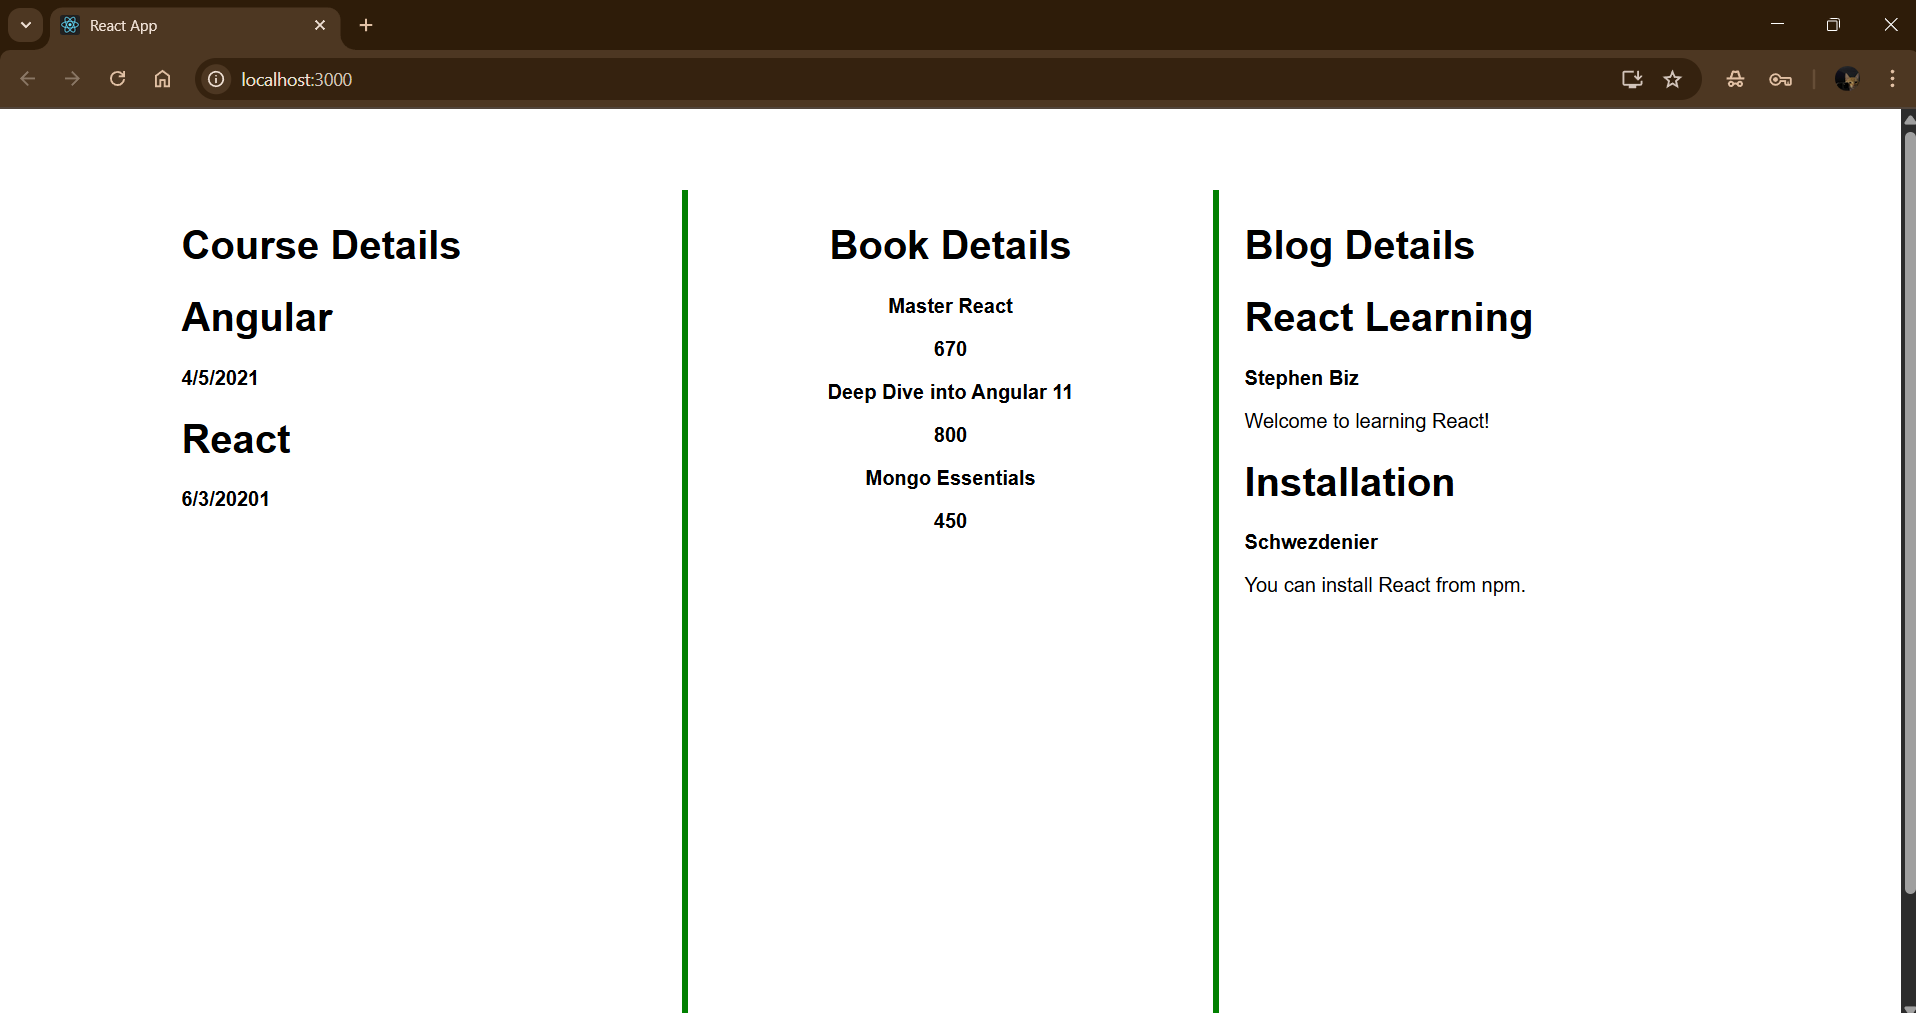 React App
localhost:3000
Course Details
Angular
4/5/2021
React
6/3/20201
Book Details
Master React
670
Deep Dive into Angular 11
800
Mongo Essentials
450
Blog Details
React Learning
Stephen Biz
Welcome to learning React!
Installation
Schwezdenier
You can install React from npm.